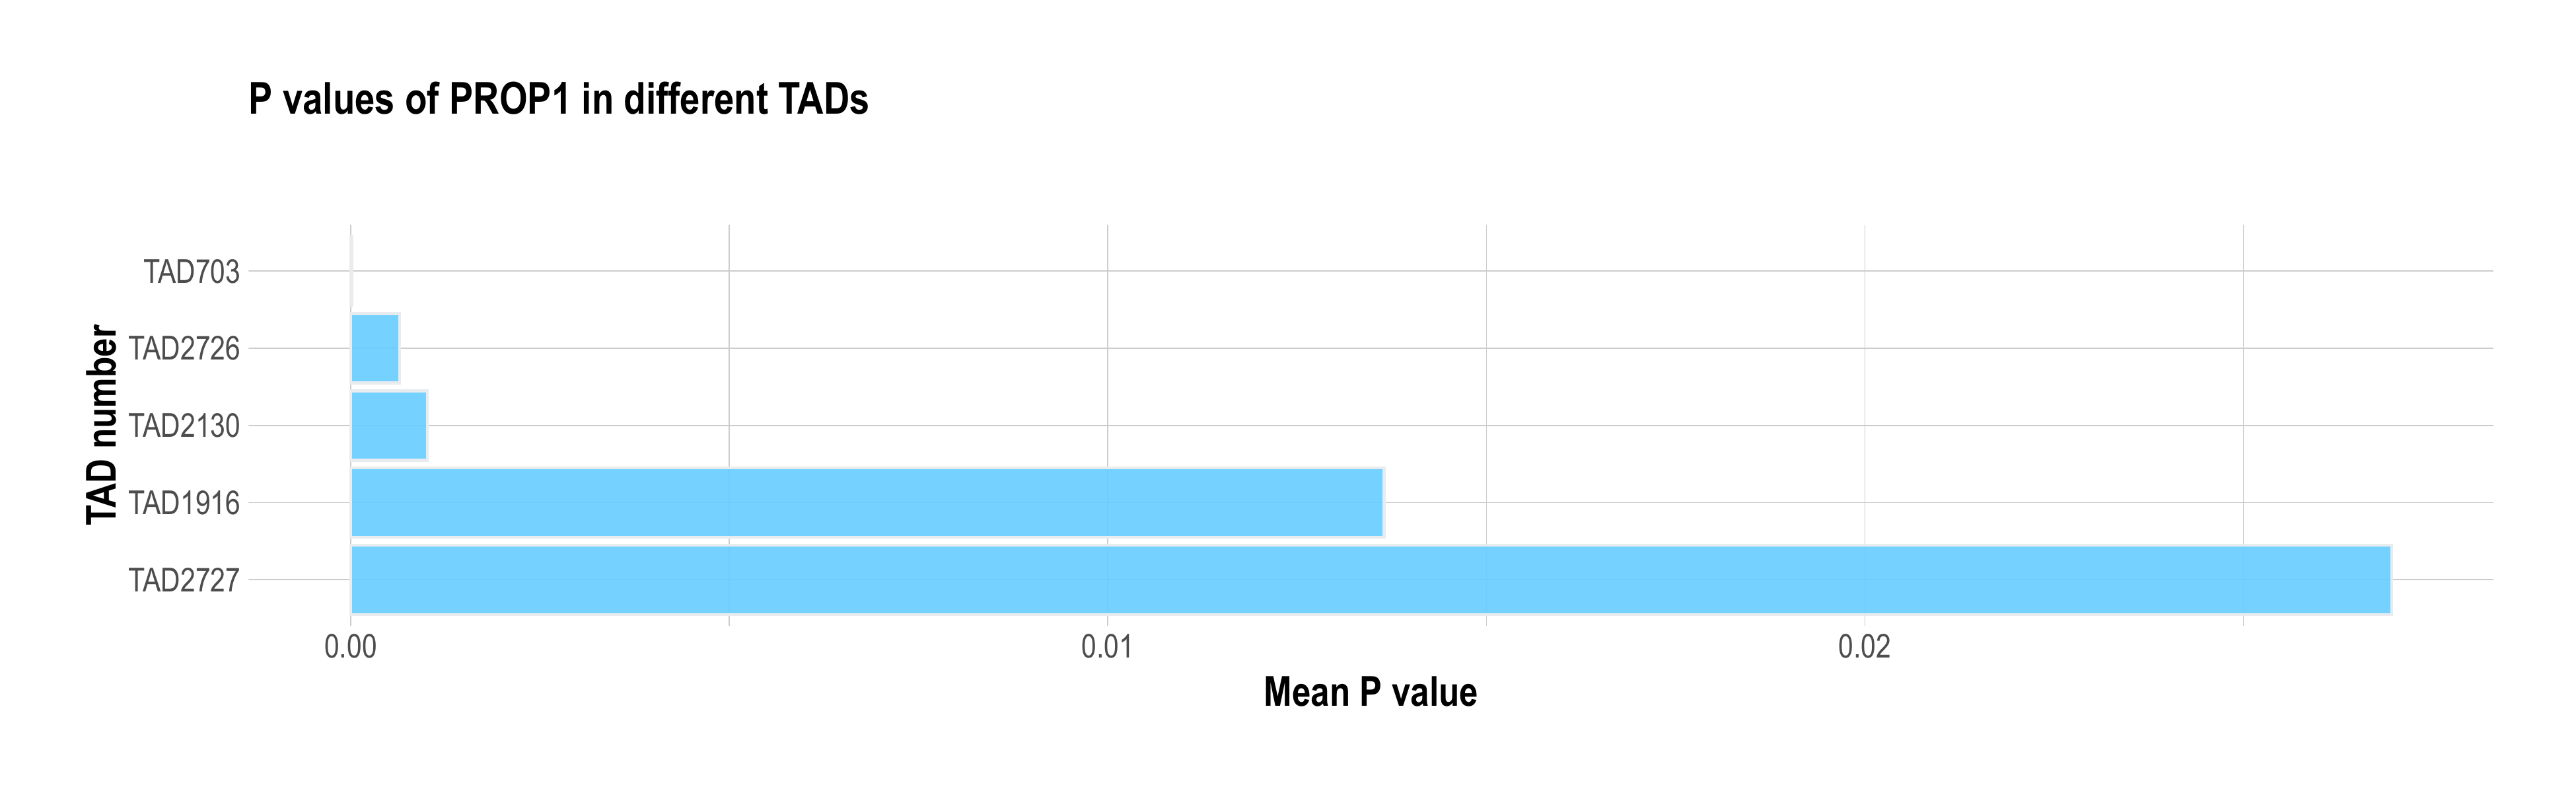 P values of PROP1 in different TADs
TAD number
TAD703
TAD2726
TAD2130
TAD1916
TAD2727
0.00 0.01 0.02
Mean P value